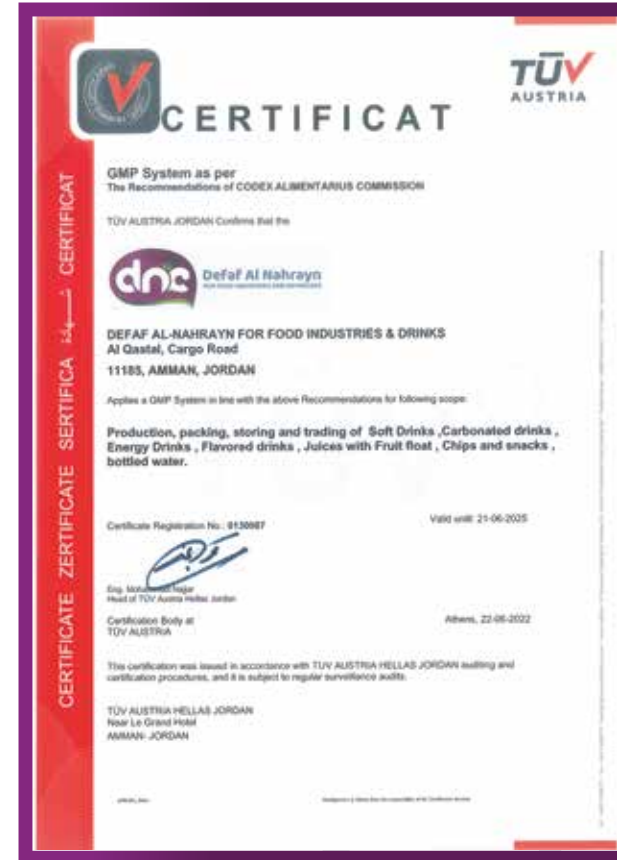 TÜV
AUSTRIA
CERTIFICAT
GMP System as per
The Recommendations of CODEX ALIMENTARIUS COMMISSION
TÜV AUSTRIA JORDAN Confirms that the
dnc Defaf Al Nahrayn
DEFAF AL-NAHRAYN FOR FOOD INDUSTRIES & DRINKS
Al Qastal, Cargo Road
11185, AMMAN, JORDAN
Applies a GMP System in line with the above Recommendations for following scope:
Production, packing, storing and trading of Soft Drinks ,Carbonated drinks ,
Energy Drinks , Flavored drinks , Juices with Fruit float , Chips and snacks ,
bottled water.
Certificate Registration No.: 0130987
Valid until: 21-06-2025
Eng. Najjar
Head of TÜV Austria Hellas Jordan
Certification Body at
TÜV AUSTRIA
Athens, 22-06-2022
This certification was issued in accordance with TÜV AUSTRIA HELLAS JORDAN auditing and
certification procedures, and it is subject to regular surveillance audits.
TÜV AUSTRIA HELLAS JORDAN
Near Le Grand Hotel
AMMAN- JORDAN
CERTIFICATE ZERTIFICATE SERTIFICA شهادة CERTIFICAT